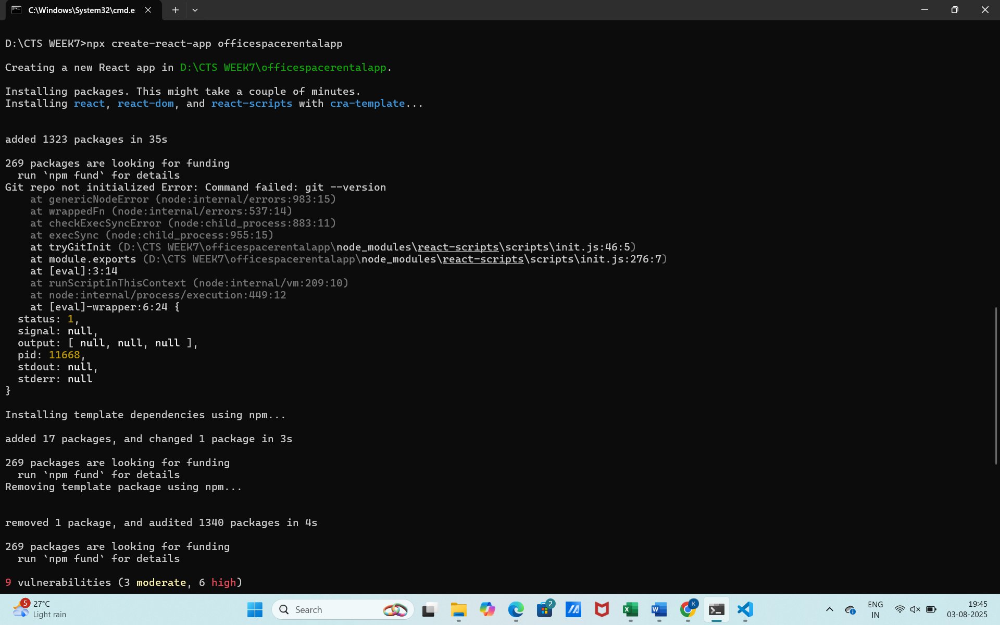 C:\Windows\System32\cmd.e
D:\CTS WEEK7>npx create-react-app officespacerentalapp
Creating a new React app in D:\CTS WEEK7\officespacerentalapp.
Installing packages. This might take a couple of minutes.
Installing react, react-dom, and react-scripts with cra-template...
added 1323 packages in 35s
269 packages are looking for funding
  run `npm fund` for details
Git repo not initialized Error: Command failed: git --version
    at genericNodeError (node:internal/errors:983:15)
    at wrappedFn (node:internal/errors:537:14)
    at checkExecSyncError (node:child_process:883:11)
    at execSync (node:child_process:955:15)
    at tryGitInit (D:\CTS WEEK7\officespacerentalapp\node_modules\react-scripts\scripts\init.js:46:5)
    at module.exports (D:\CTS WEEK7\officespacerentalapp\node_modules\react-scripts\scripts\init.js:276:7)
    at [eval]:3:14
    at runScriptInThisContext (node:internal/vm:209:10)
    at node:internal/process/execution:449:12
    at [eval]-wrapper:6:24 {
  status: 1,
  signal: null,
  output: [ null, null, null ],
  pid: 11668,
  stdout: null,
  stderr: null
}
Installing template dependencies using npm...
added 17 packages, and changed 1 package in 3s
269 packages are looking for funding
  run `npm fund` for details
Removing template package using npm...
removed 1 package, and audited 1340 packages in 4s
269 packages are looking for funding
  run `npm fund` for details
9 vulnerabilities (3 moderate, 6 high)
5
27°C
Light rain
Search
2
K
ENG
IN
19:45
03-08-2025